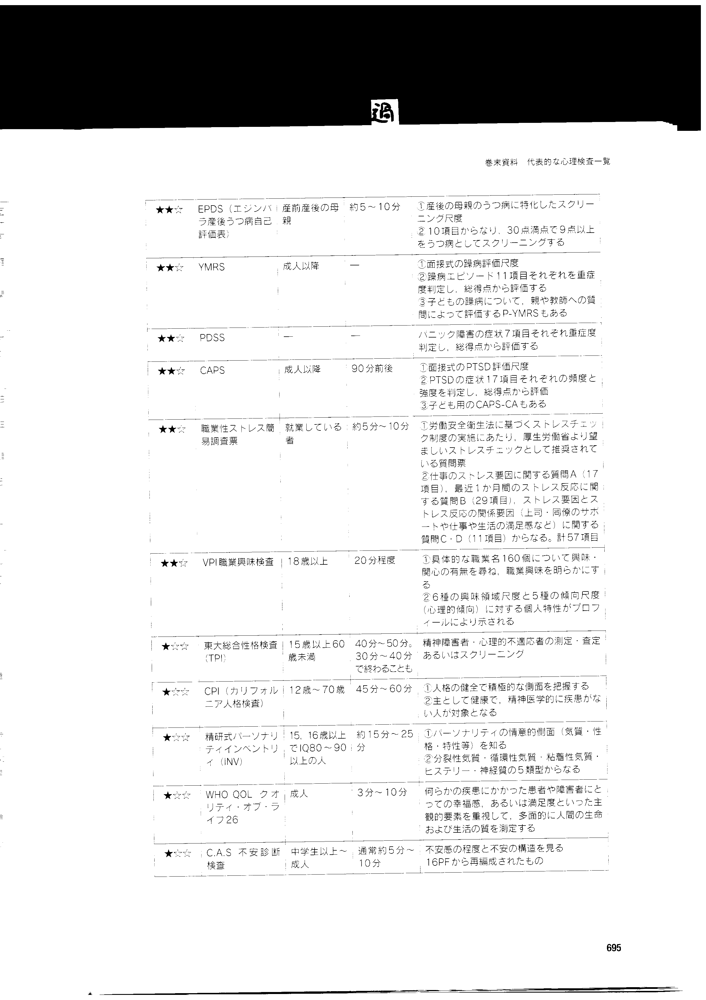 過
巻末資料　代表的な心理検査一覧
★★☆
EPDS（エジンバ
ラ産後うつ病自己
評価表）
産前産後の母
親
約5～10分
①産後の母親のうつ病に特化したスクリー
ニング尺度
②10項目からなり，30点満点で9点以上
をうつ病としてスクリーニングする
★★☆
YMRS
成人以降
―
①面接式の躁病評価尺度
②躁病エピソード11項目それぞれを重症
度判定し，総得点から評価する
③子どもの躁病について，親や教師への質
問によって評価するP-YMRSもある
★★☆
PDSS
―
―
パニック障害の症状7項目それぞれ重症度
判定し，総得点から評価する
★★☆
CAPS
成人以降
90分前後
①面接式のPTSD評価尺度
②PTSDの症状17項目それぞれの頻度と
強度を判定し，総得点から評価
③子ども用のCAPS-CAもある
★★☆
職業性ストレス簡
易調査票
就業している
者
約5分～10分
①労働安全衛生法に基づくストレスチェッ
ク制度の実施にあたり，厚生労働省より望
ましいストレスチェックとして推奨されて
いる質問票
②仕事のストレス要因に関する質問A（17
項目），最近1か月間のストレス反応に関
する質問B（29項目），ストレス要因とス
トレス反応の関係要因（上司・同僚のサポ
ートや仕事や生活の満足感など）に関する
質問C・D（11項目）からなる。計57項目
★★☆
VPI職業興味検査
18歳以上
20分程度
①具体的な職業名160個について興味・
関心の有無を尋ね，職業興味を明らかにす
る
②6種の興味領域尺度と5種の傾向尺度
（心理的傾向）に対する個人特性がプロフ
ィールにより示される
★☆☆
東大総合性格検査
（TPI）
15歳以上60
歳未満
40分～50分。
30分～40分
で終わることも
精神障害者・心理的不適応者の測定・査定
あるいはスクリーニング
★☆☆
CPI（カリフォル
ニア人格検査）
12歳～70歳
45分～60分
①人格の健全で積極的な側面を把握する
②主として健康で，精神医学的に疾患がな
い人が対象となる
★☆☆
精研式パーソナリ
ティインベントリ
ィ（INV）
15，16歳以上
でIQ80～90
以上の人
約15分～25
分
①パーソナリティの情意的側面（気質・性
格・特性等）を知る
②分裂性気質・循環性気質・粘着性気質・
ヒステリー・神経質の5類型からなる
★☆☆
WHO QOL クオ
リティ・オブ・ラ
イフ26
成人
3分～10分
何らかの疾患にかかった患者や障害者にと
っての幸福感，あるいは満足度といった主
観的要素を重視して，多面的に人間の生命
および生活の質を測定する
★☆☆
C.A.S 不安診断
検査
中学生以上～
成人
通常約5分～
10分
不安感の程度と不安の構造を見る
16PFから再編成されたもの
695